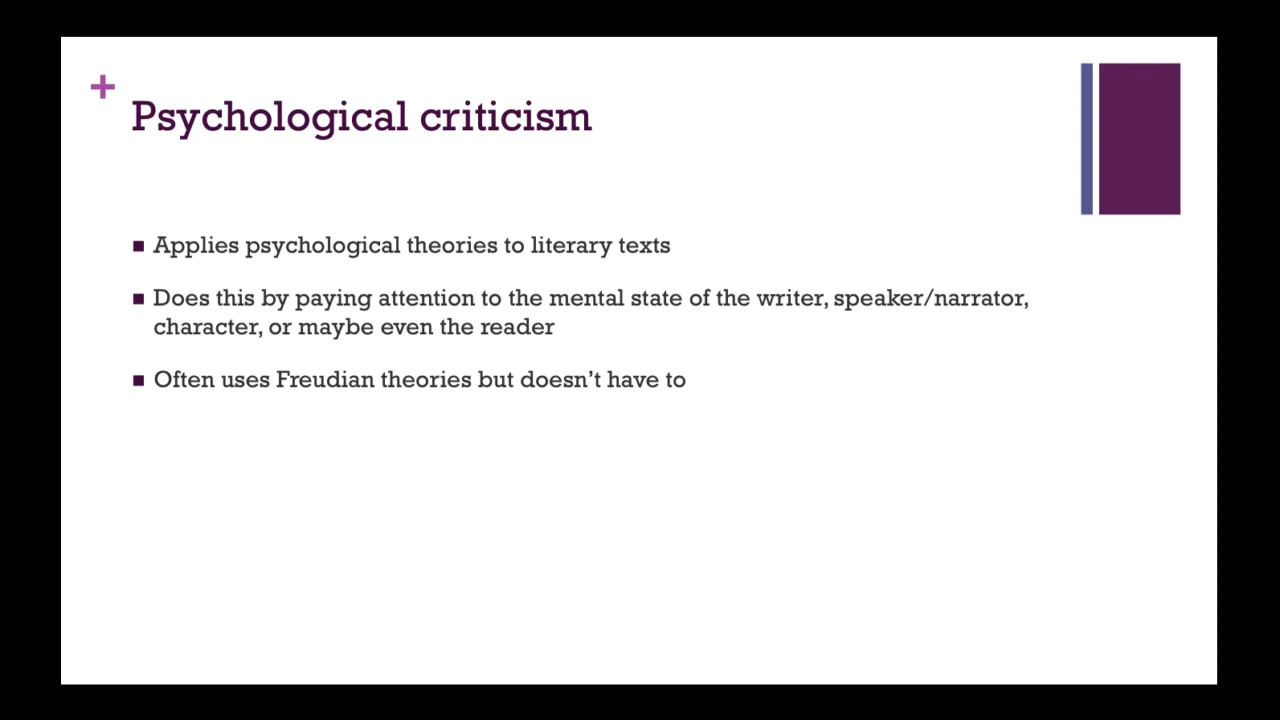 +
Psychological criticism
■ Applies psychological theories to literary texts
■ Does this by paying attention to the mental state of the writer, speaker/narrator,
character, or maybe even the reader
■ Often uses Freudian theories but doesn’t have to